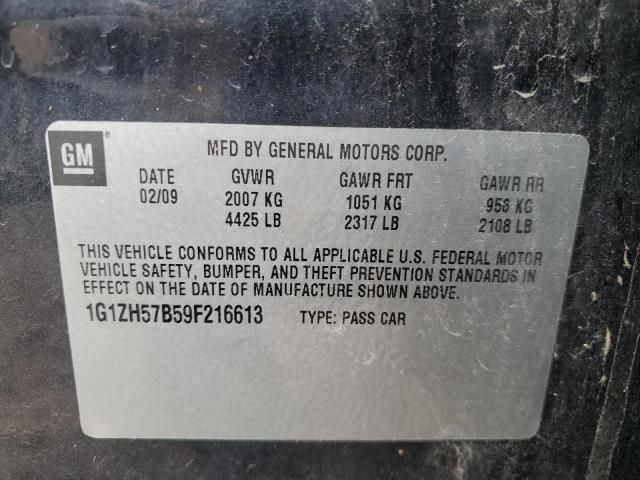 GM ® MFD BY GENERAL MOTORS CORP.
DATE GVWR GAWR FRT GAWR RR
02/09 2007 KG 1051 KG 956 KG
4425 LB 2317 LB 2108 LB
THIS VEHICLE CONFORMS TO ALL APPLICABLE U.S. FEDERAL MOTOR
VEHICLE SAFETY, BUMPER, AND THEFT PREVENTION STANDARDS IN
EFFECT ON THE DATE OF MANUFACTURE SHOWN ABOVE.
1G1ZH57B59F216613 TYPE: PASS CAR